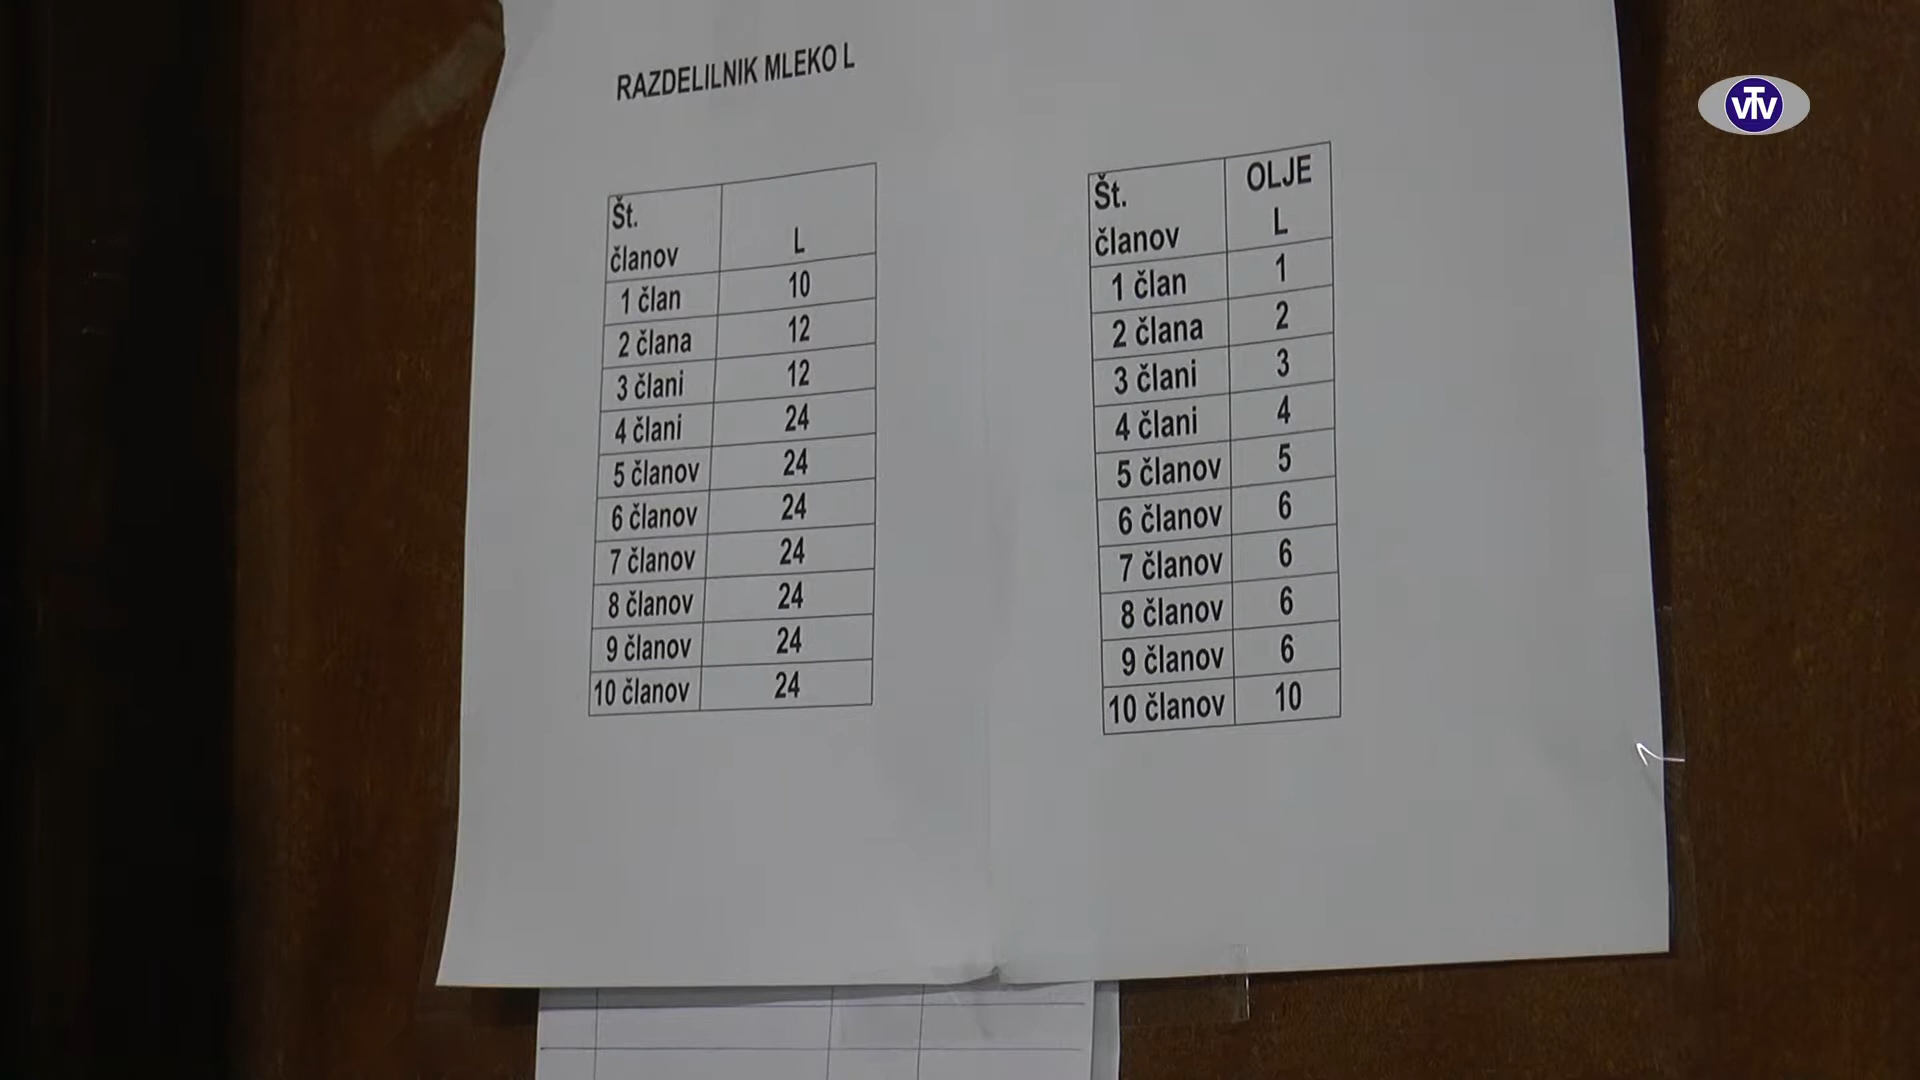 RAZDELILNIK MLEKO L
Št. članov L
1 član 10
2 člana 12
3 člani 12
4 člani 24
5 članov 24
6 članov 24
7 članov 24
8 članov 24
9 članov 24
10 članov 24
Št. članov OLJE L
1 član 1
2 člana 2
3 člani 3
4 člani 4
5 članov 5
6 članov 6
7 članov 6
8 članov 6
9 članov 6
10 članov 10
VTV